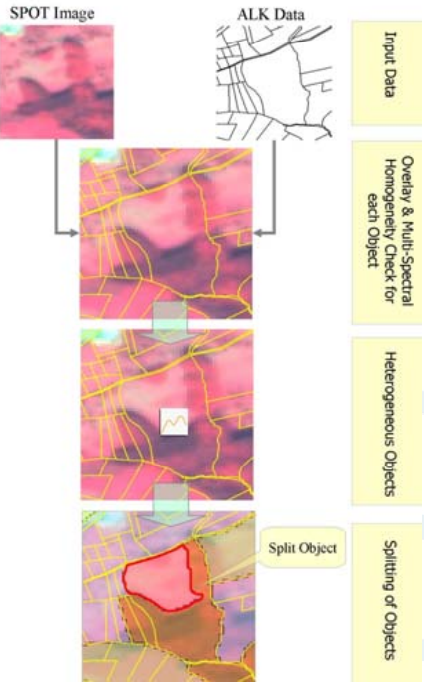 SPOT Image
ALK Data
Input Data
Overlay & Multi-Spectral
Homogeneity Check for
each Object
Heterogeneous Objects
Split Object
Splitting of Objects